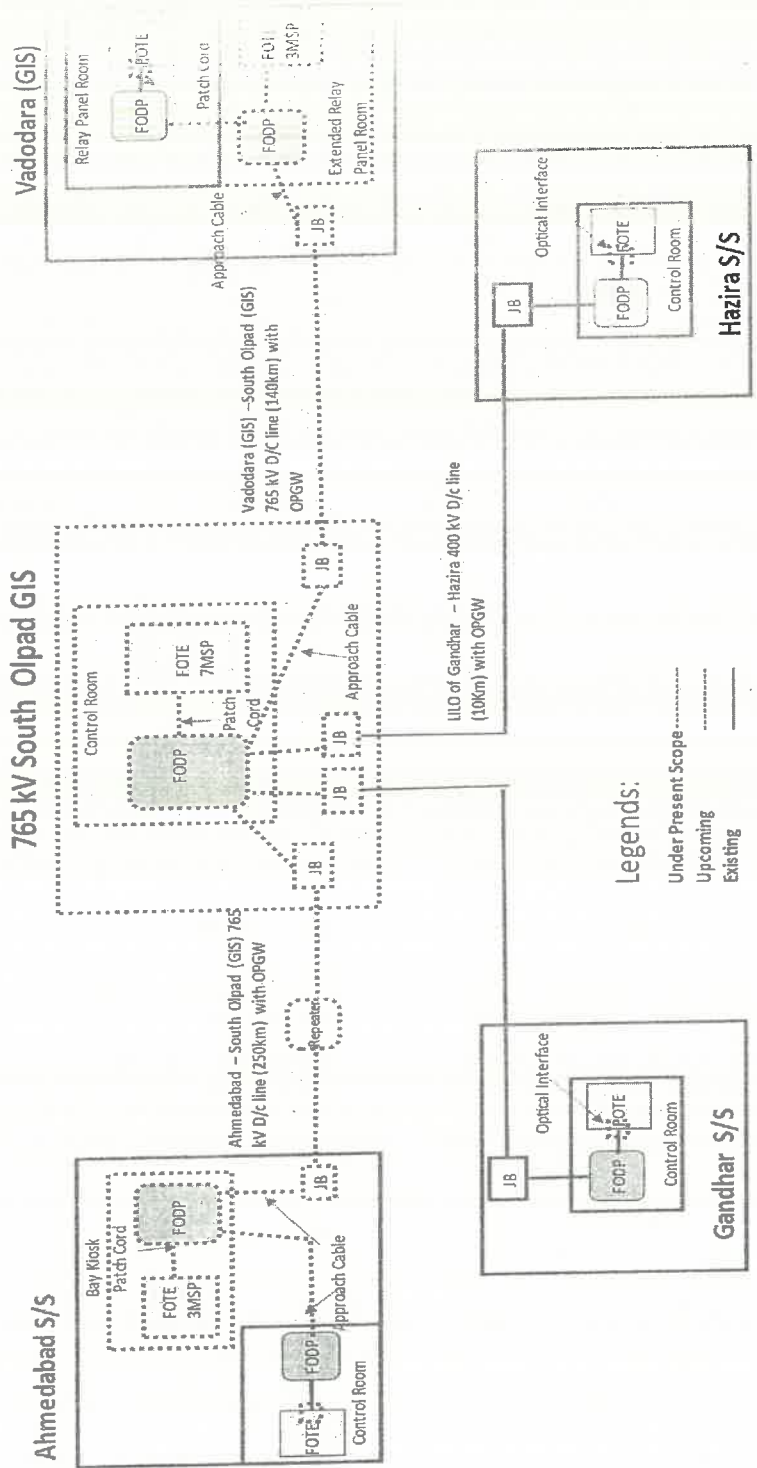 765 kV South Olpad GIS
Ahmedabad S/S
Bay Kiosk
Patch Cord
FOTE
3MSP
FODP
JB
Approach Cable
FOTE
FODP
Control Room
Ahmedabad – South Olpad (GIS) 765
kV D/c line (250km) with OPGW
Repeater
Control Room
FODP
FOTE
7MSP
Patch
Cord
JB
JB
JB
JB
Approach Cable
Vadodara (GIS) –South Olpad (GIS)
765 kV D/C line (140km) with
OPGW
Vadodara (GIS)
Relay Panel Room
FODP
FOTE
Patch Cord
FODP
3MSP
Extended Relay
Panel Room
JB
Approach Cable
Gandhar S/S
JB
Optical Interface
FODP
FOTE
Control Room
LILO of Gandhar – Hazira 400 kV D/c line
(10Km) with OPGW
Hazira S/S
JB
Optical Interface
FODP
FOTE
Control Room
Legends:
Under Present Scope
Upcoming
Existing